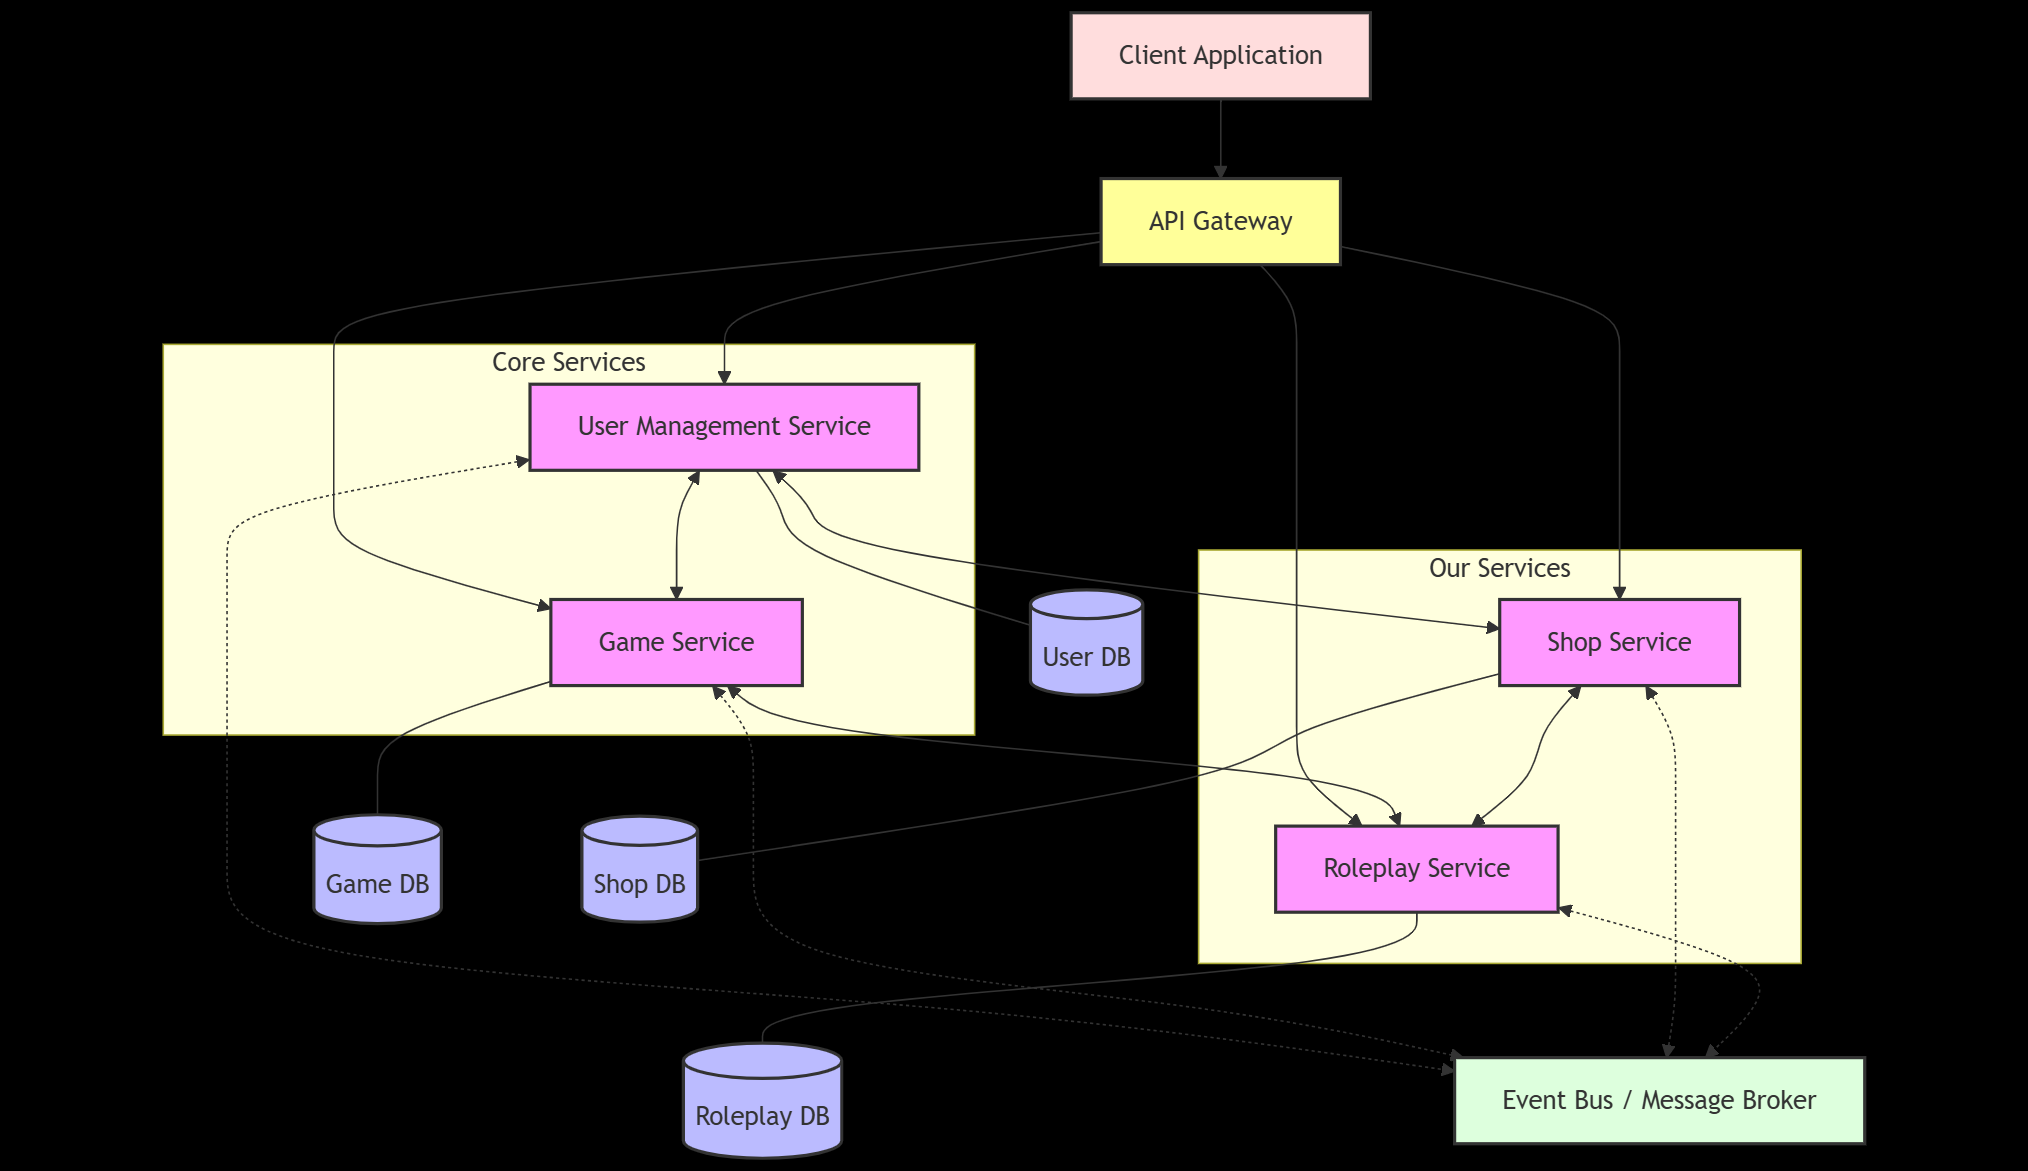 Client Application
API Gateway
Core Services
User Management Service
Our Services
Game Service
User DB
Shop Service
Game DB
Shop DB
Roleplay Service
Roleplay DB
Event Bus / Message Broker